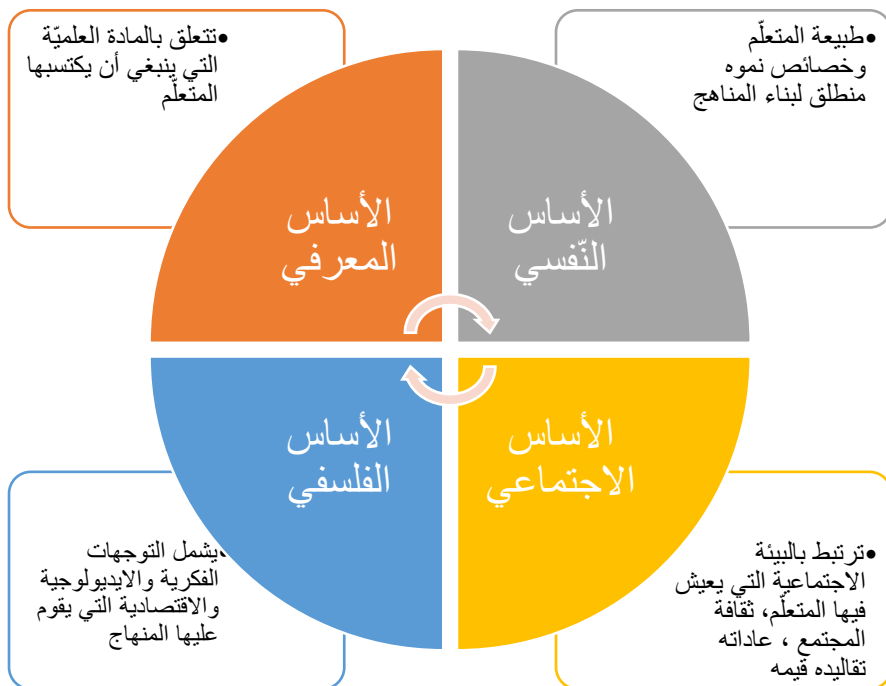 •طبيعة المتعلّم
وخصائص نموه
منطلق لبناء المناهج
•تتعلق بالمادة العلميّة
التي ينبغي أن يكتسبها
المتعلّم
الأساس
النّفسي
الأساس
المعرفي
الأساس
الاجتماعي
الأساس
الفلسفي
•ترتبط بالبيئة
الاجتماعية التي يعيش
فيها المتعلّم، ثقافة
المجتمع ، عاداته
تقاليده قيمه
•يشمل التوجهات
الفكرية والايديولوجية
والاقتصادية التي يقوم
عليها المنهاج